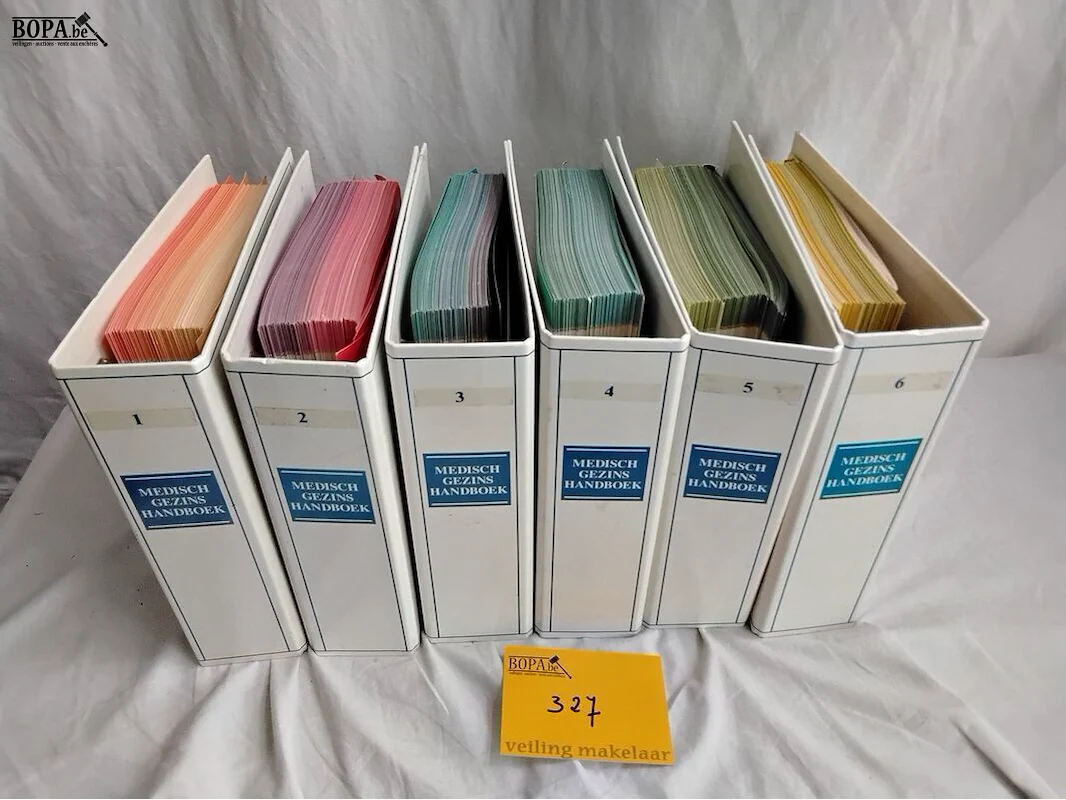 BOPA.be
veilingen - auctions - vente aux enchères
1
MEDISCH
GEZINS
HANDBOEK
2
MEDISCH
GEZINS
HANDBOEK
3
MEDISCH
GEZINS
HANDBOEK
4
MEDISCH
GEZINS
HANDBOEK
5
MEDISCH
GEZINS
HANDBOEK
6
MEDISCH
GEZINS
HANDBOEK
BOPA.be
327
veiling makelaar